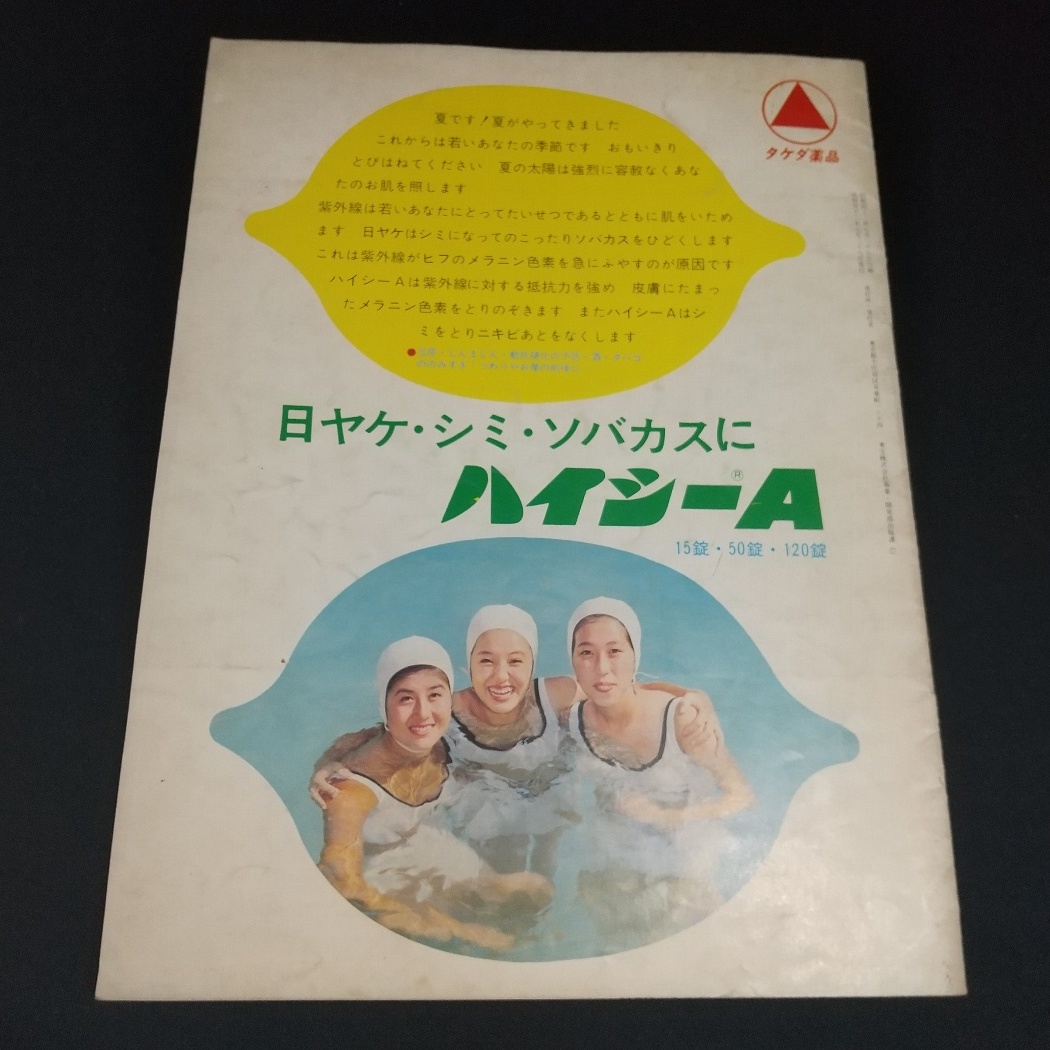 タケダ薬品
夏です!夏がやってきました
これからは若いあなたの季節です おもいきり
とびはねてください 夏の太陽は強烈に容赦なくあな
たのお肌を照します
紫外線は若いあなたにとってたいせつであるとともに肌をいため
ます 日ヤケはシミになってのこったりソバカスをひどくします
これは紫外線がヒフのメラニン色素を急にふやすのが原因です
ハイシーAは紫外線に対する抵抗力を強め 皮膚にたまっ
たメラニン色素をとりのぞきます またハイシーAはシ
ミをとりニキビあとをなくします
日ヤケ・シミ・ソバカスに
ハイシーA®
15錠・50錠・120錠